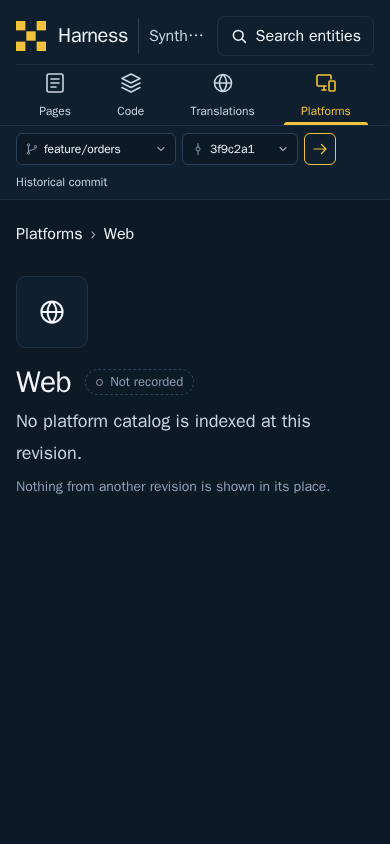 Harness
Synth···
Search entities
Pages
Code
Translations
Platforms
feature/orders
3f9c2a1
Historical commit
Platforms › Web
Web
Not recorded
No platform catalog is indexed at this
revision.
Nothing from another revision is shown in its place.